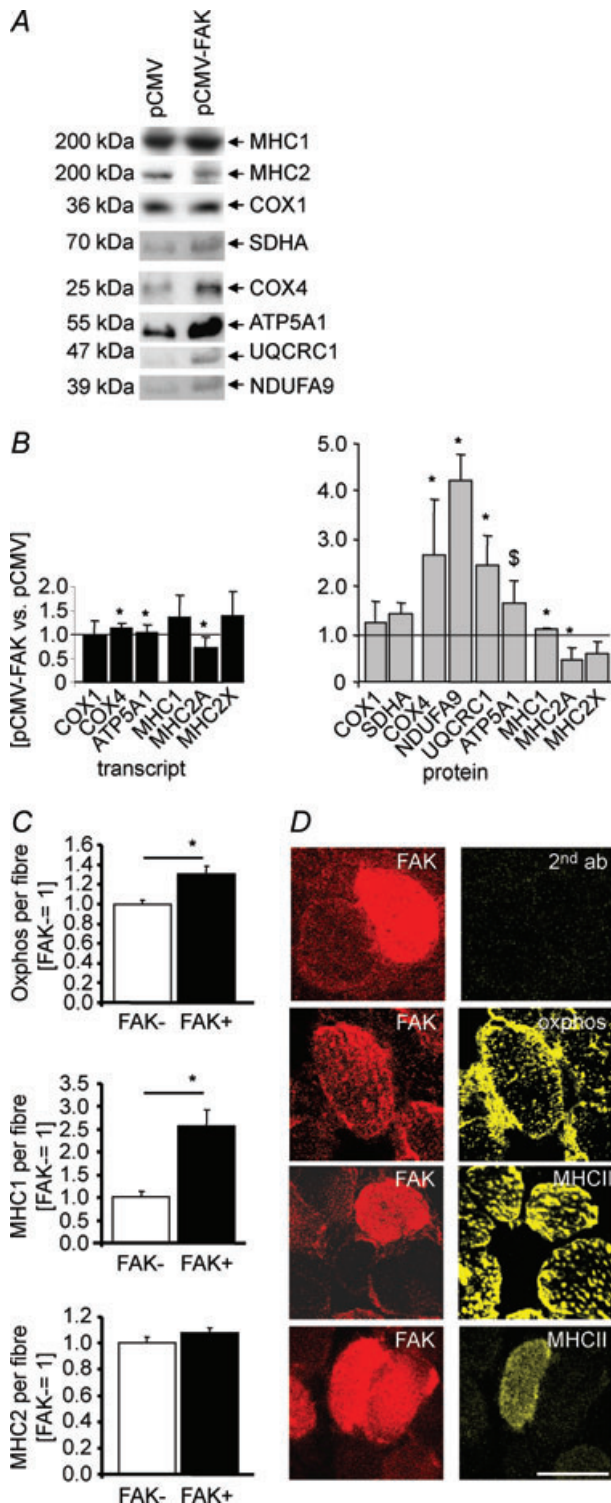 A
pCMV
pCMV-FAK
200 kDa MHC1
200 kDa MHC2
36 kDa COX1
70 kDa SDHA
25 kDa COX4
55 kDa ATP5A1
47 kDa UQCRC1
39 kDa NDUFA9
B
[pCMV-FAK vs. pCMV]
2.0
1.5
1.0
0.5
0
* * *
COX1 COX4 ATP5A1 MHC1 MHC2A MHC2X
transcript
5.0
4.0
3.0
2.0
1.0
0
* * * $ * *
COX1 SDHA COX4 NDUFA9 UQCRC1 ATP5A1 MHC1 MHC2A MHC2X
protein
C
Oxphos per fibre
[FAK-= 1]
1.6
1.4
1.2
1.0
0.8
0.6
0.4
0.2
0.0
*
FAK- FAK+
MHC1 per fibre
[FAK-= 1]
3.5
3.0
2.5
2.0
1.5
1.0
0.5
0.0
*
FAK- FAK+
MHC2 per fibre
[FAK-= 1]
1.2
1.0
0.8
0.6
0.4
0.2
0.0
FAK- FAK+
D
FAK 2nd ab
FAK oxphos
FAK MHCII
FAK MHCII